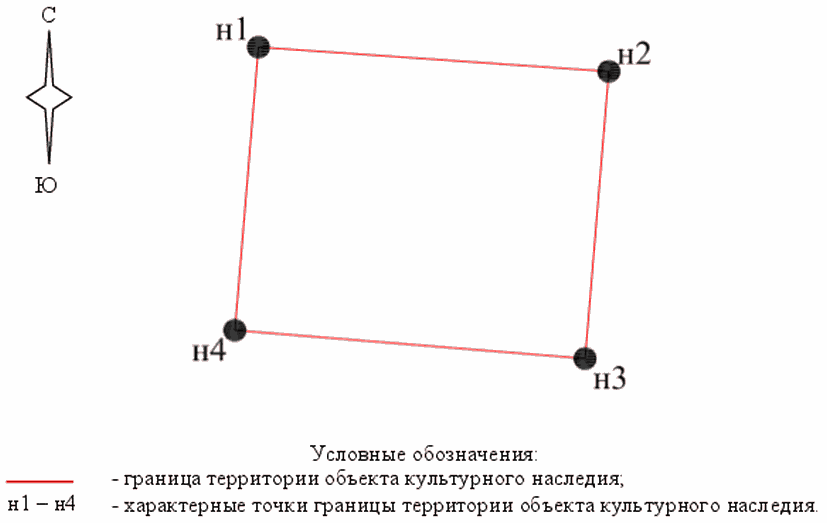 С
н1
н2
Ю
н4
н3
Условные обозначения:
- граница территории объекта культурного наследия;
н1 – н4 - характерные точки границы территории объекта культурного наследия.